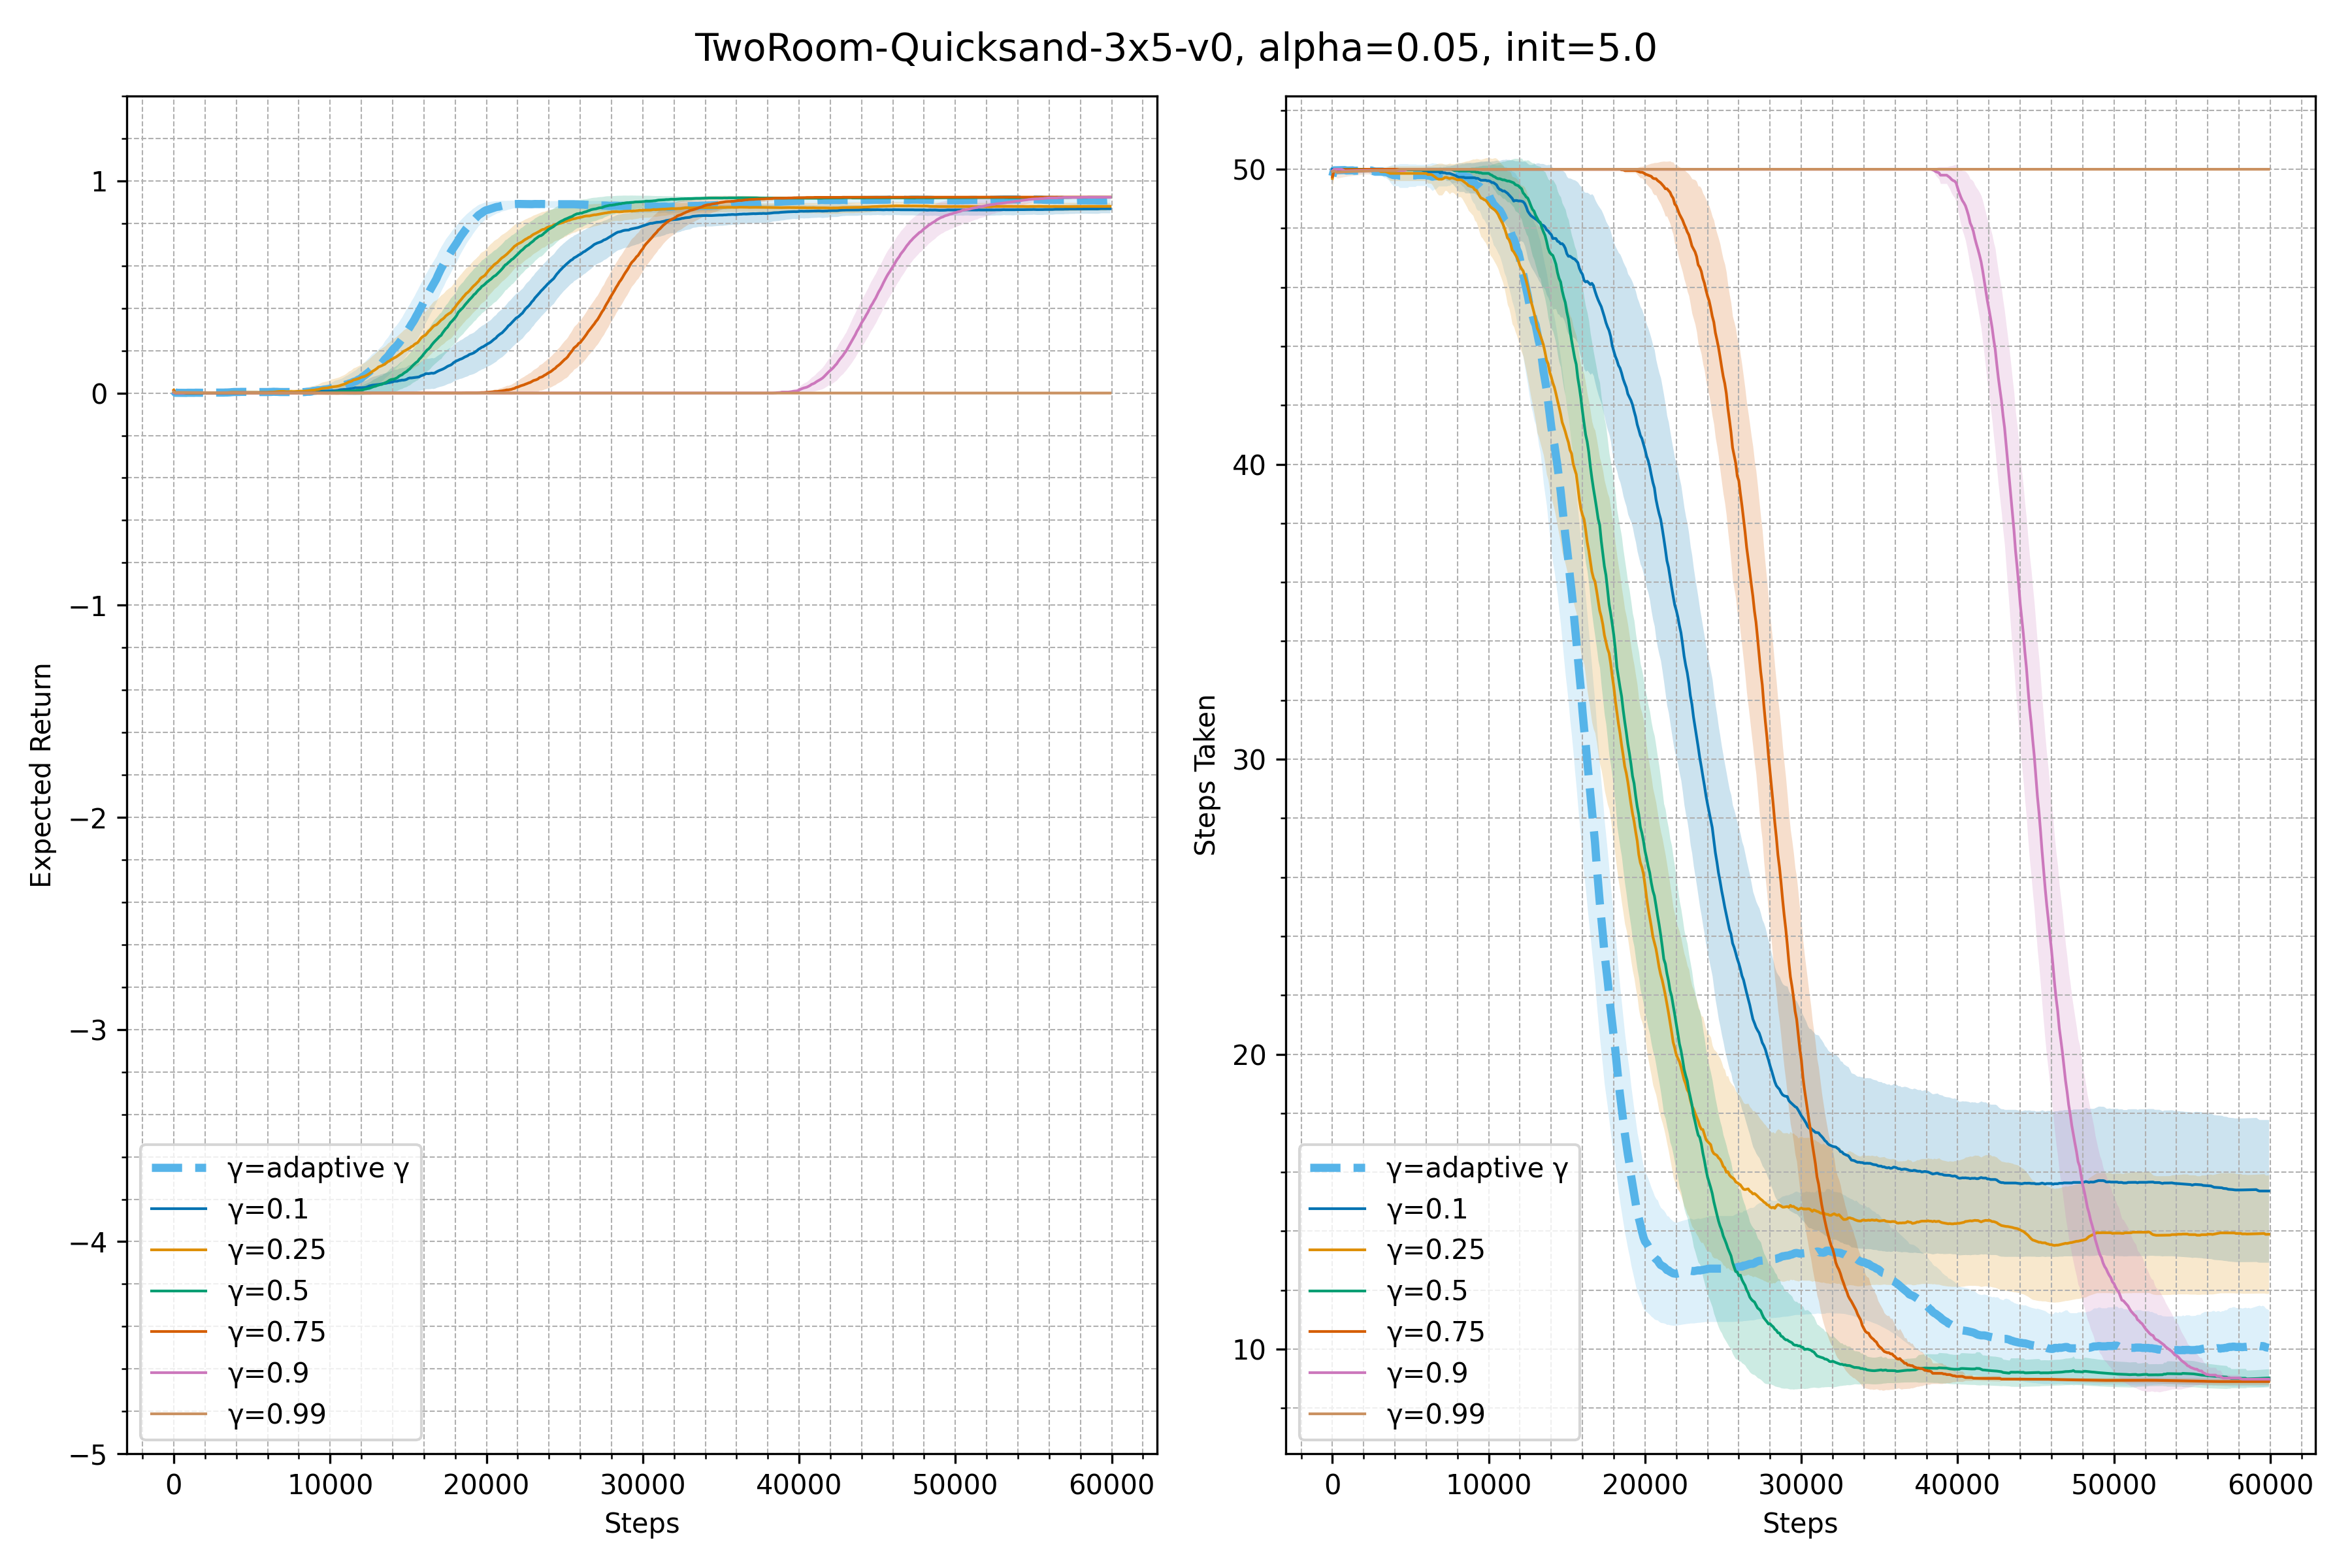 TwoRoom-Quicksand-3x5-v0, alpha=0.05, init=5.0
Expected Return
1
0
−1
−2
−3
−4
−5
γ=adaptive γ
γ=0.1
γ=0.25
γ=0.5
γ=0.75
γ=0.9
γ=0.99
0 10000 20000 30000 40000 50000 60000
Steps
Steps Taken
50
40
30
20
10
γ=adaptive γ
γ=0.1
γ=0.25
γ=0.5
γ=0.75
γ=0.9
γ=0.99
0 10000 20000 30000 40000 50000 60000
Steps